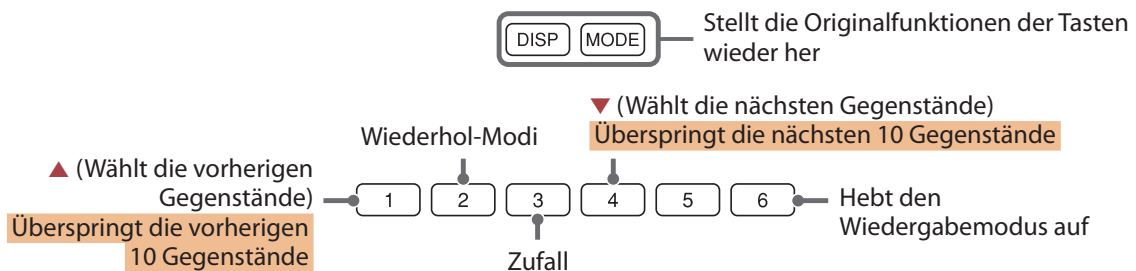 DISP MODE
Stellt die Originalfunktionen der Tasten
wieder her
▼ (Wählt die nächsten Gegenstände)
Überspringt die nächsten 10 Gegenstände
Wiederhol-Modi
▲ (Wählt die vorherigen
Gegenstände)
Überspringt die vorherigen
10 Gegenstände
1 2 3 4 5 6
Hebt den
Wiedergabemodus auf
Zufall